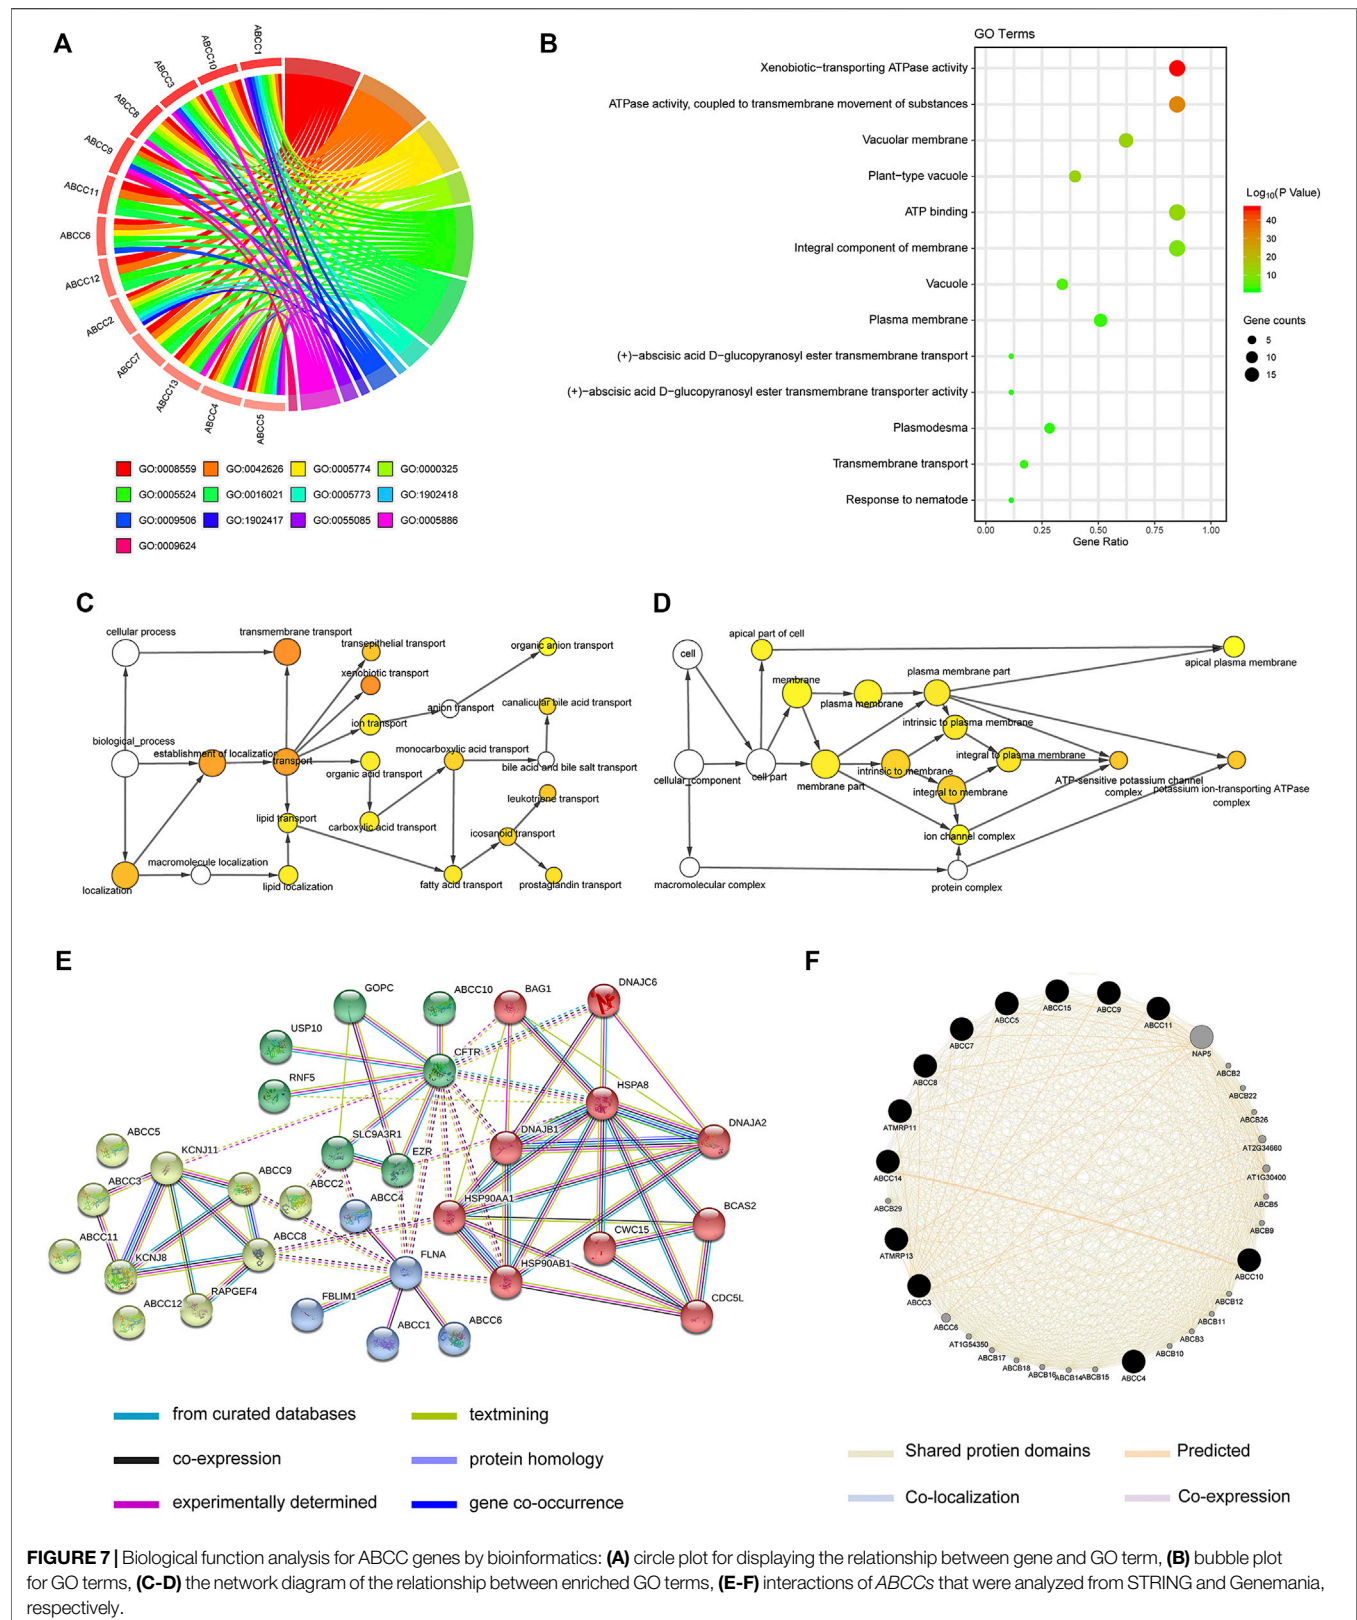 A
ABCC1
ABCC10
ABCC3
ABCC8
ABCC9
ABCC11
ABCC6
ABCC12
ABCC2
ABCC7
ABCC13
ABCC4
ABCC5
GO:0008559 GO:0042626 GO:0005774 GO:0000325
GO:0005524 GO:0016021 GO:0005773 GO:1902418
GO:0009506 GO:1902417 GO:0055085 GO:0005886
GO:0009624
B
GO Terms
Xenobiotic−transporting ATPase activity
ATPase activity, coupled to transmembrane movement of substances
Vacuolar membrane
Plant−type vacuole
ATP binding
Integral component of membrane
Vacuole
Plasma membrane
(+)−abscisic acid D−glucopyranosyl ester transmembrane transport
(+)−abscisic acid D−glucopyranosyl ester transmembrane transporter activity
Plasmodesma
Transmembrane transport
Response to nematode
0.00 0.25 0.50 0.75 1.00
Gene Ratio
Log10(P Value)
40
30
20
10
Gene counts
5
10
15
C
cellular process
transmembrane transport
transepithelial transport
organic anion transport
xenobiotic transport
canalicular bile acid transport
anion transport
ion transport
biological_process
establishment of localization
transport
monocarboxylic acid transport
organic acid transport
bile acid and bile salt transport
leukotriene transport
lipid transport
carboxylic acid transport
icosanoid transport
macromolecule localization
localization
lipid localization
fatty acid transport
prostaglandin transport
D
cell
apical part of cell
apical plasma membrane
membrane
plasma membrane
plasma membrane part
intrinsic to plasma membrane
cellular_component
cell part
membrane part
intrinsic to membrane
integral to plasma membrane
integral to membrane
ATP-sensitive potassium channel
complex
potassium ion-transporting ATPase
complex
ion channel complex
macromolecular complex
protein complex
E
GOPC
ABCC10
BAG1
DNAJC6
USP10
CFTR
RNF5
HSPA8
DNAJA2
DNAJB1
SLC9A3R1
EZR
ABCC5
KCNJ11
ABCC9
ABCC2
ABCC3
ABCC4
HSP90AA1
BCAS2
CWC15
ABCC11
KCNJ8
ABCC8
FLNA
HSP90AB1
ABCC12
RAPGEF4
FBLIM1
ABCC1
ABCC6
CDC5L
from curated databases
textmining
co-expression
protein homology
experimentally determined
gene co-occurrence
F
ABCC15
ABCC9
ABCC5
ABCC11
ABCC7
NAP5
ABCC8
ABCB2
ABCB22
ATMRP11
ABCB26
AT2G34660
ABCC14
AT1G30400
ABCB29
ABCB5
ABCB9
ATMRP13
ABCC10
ABCC3
ABCB12
ABCB11
ABCC6
ABCB3
AT1G54350
ABCB10
ABCB17
ABCB18
ABCB16
ABCB14
ABCB15
ABCC4
Shared protien domains
Predicted
Co-localization
Co-expression
FIGURE 7 | Biological function analysis for ABCC genes by bioinformatics: (A) circle plot for displaying the relationship between gene and GO term, (B) bubble plot
for GO terms, (C-D) the network diagram of the relationship between enriched GO terms, (E-F) interactions of ABCCs that were analyzed from STRING and Genemania,
respectively.